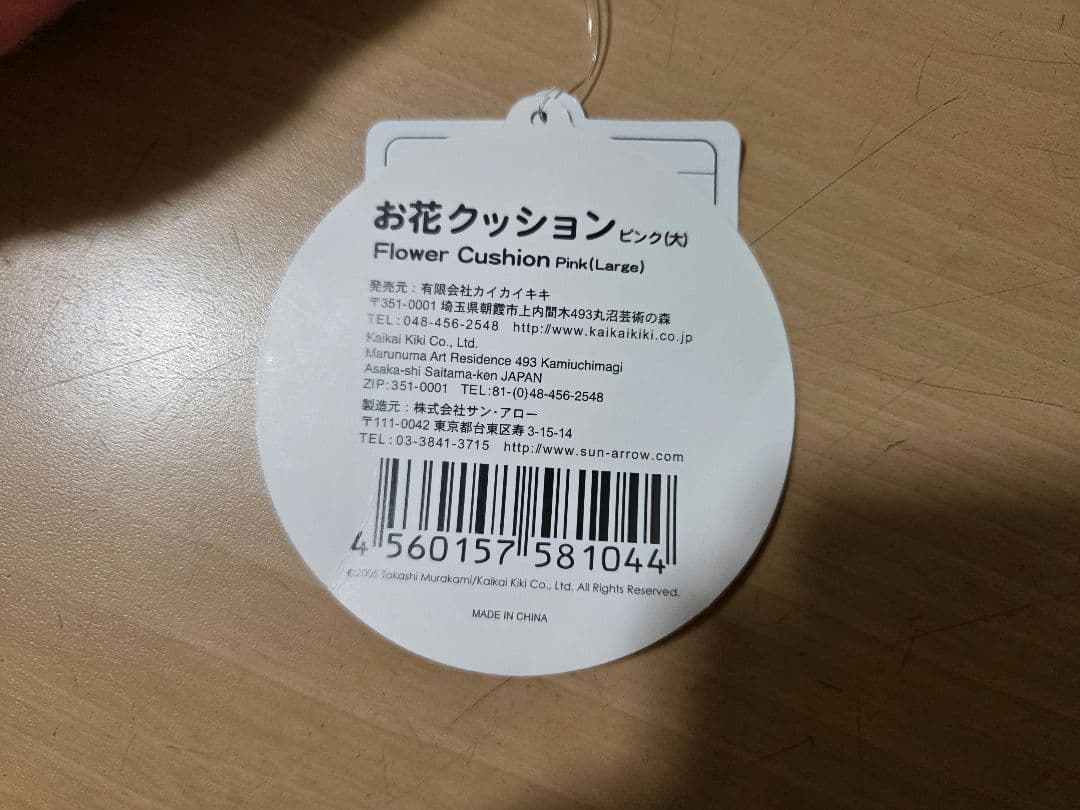 お花クッションピンク(大)
Flower Cushion Pink(Large)
発売元：有限会社カイカイキキ
〒351-0001 埼玉県朝霞市上内間木493丸沼芸術の森
TEL:048-456-2548 http://www.kaikaikiki.co.jp
Kaikai Kiki Co., Ltd.
Marunuma Art Residence 493 Kamiuchimagi
Asaka-shi Saitama-ken JAPAN
ZIP:351-0001 TEL:81-(0)48-456-2548
製造元：株式会社サン・アロー
〒111-0042 東京都台東区寿3-15-14
TEL:03-3841-3715 http://www.sun-arrow.com
4 560157 581044
©2005 Takashi Murakami/Kaikai Kiki Co., Ltd. All Rights Reserved.
MADE IN CHINA